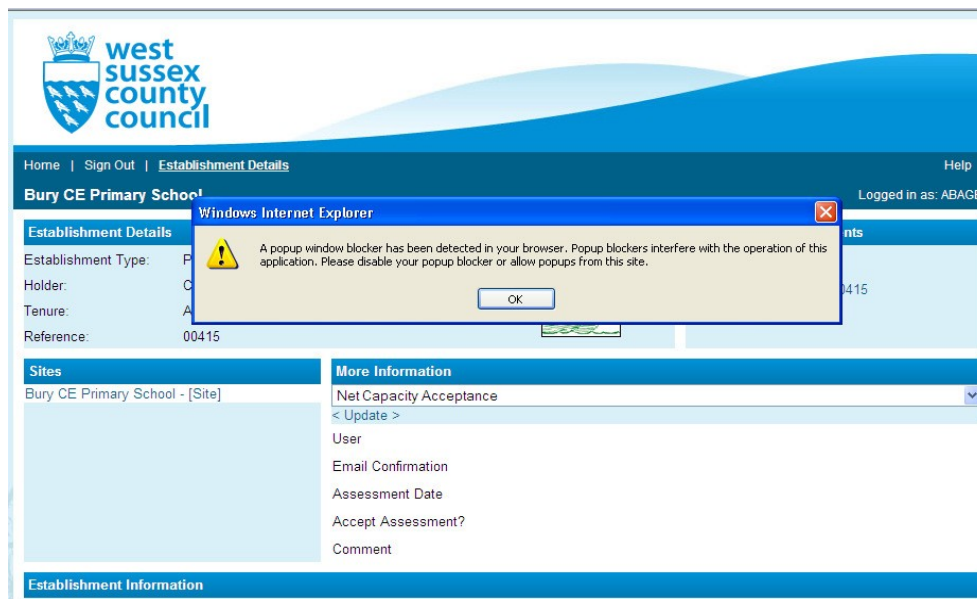 west
sussex
county
council
Home | Sign Out | Establishment Details
Help
Bury CE Primary School
Logged in as: ABAGE
Windows Internet Explorer
A popup window blocker has been detected in your browser. Popup blockers interfere with the operation of this
application. Please disable your popup blocker or allow popups from this site.
OK
Establishment Details
nts
Establishment Type: P
Holder: C
0415
Tenure: A
Reference: 00415
Sites
Bury CE Primary School - [Site]
More Information
Net Capacity Acceptance
< Update >
User
Email Confirmation
Assessment Date
Accept Assessment?
Comment
Establishment Information